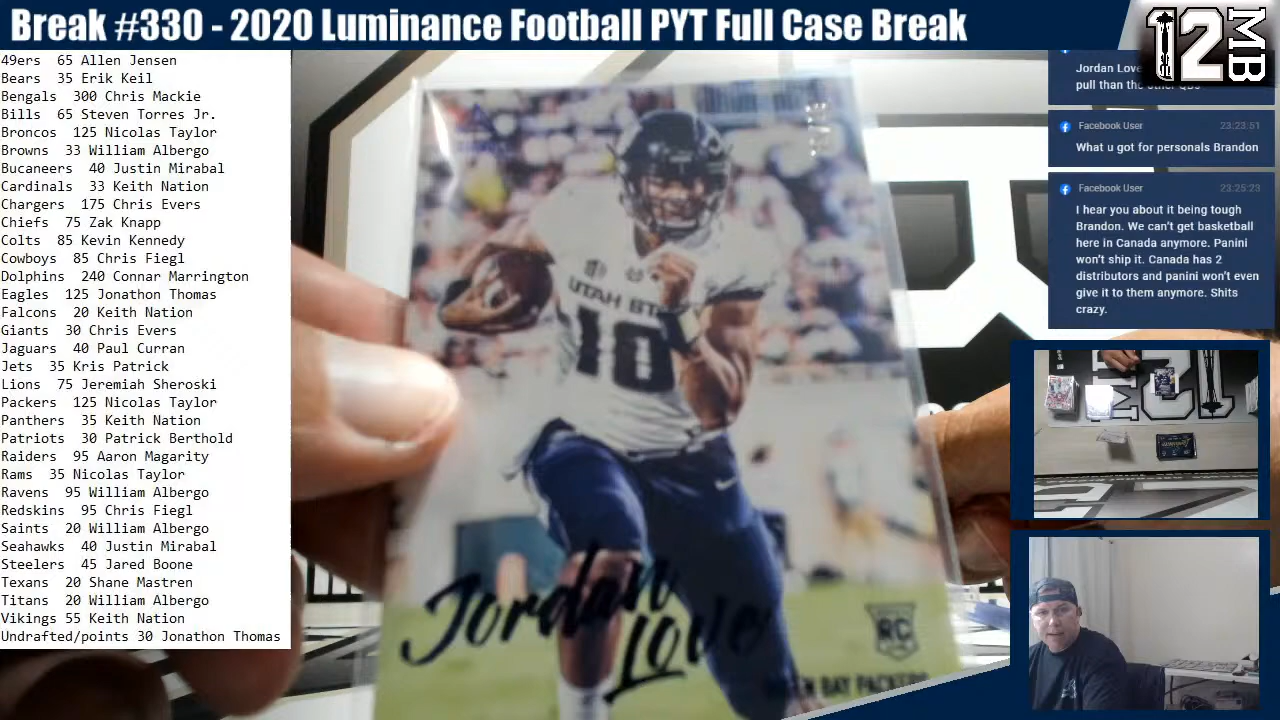 Break #330 - 2020 Luminance Football PYT Full Case Break
12
MB
49ers 65 Allen Jensen
Bears 35 Erik Keil
Bengals 300 Chris Mackie
Bills 65 Steven Torres Jr.
Broncos 125 Nicolas Taylor
Browns 33 William Albergo
Bucaneers 40 Justin Mirabal
Cardinals 33 Keith Nation
Chargers 175 Chris Evers
Chiefs 75 Zak Knapp
Colts 85 Kevin Kennedy
Cowboys 85 Chris Fiegl
Dolphins 240 Connar Marrington
Eagles 125 Jonathon Thomas
Falcons 20 Keith Nation
Giants 30 Chris Evers
Jaguars 40 Paul Curran
Jets 35 Kris Patrick
Lions 75 Jeremiah Sheroski
Packers 125 Nicolas Taylor
Panthers 35 Keith Nation
Patriots 30 Patrick Berthold
Raiders 95 Aaron Magarity
Rams 35 Nicolas Taylor
Ravens 95 William Albergo
Redskins 95 Chris Fiegl
Saints 20 William Albergo
Seahawks 40 Justin Mirabal
Steelers 45 Jared Boone
Texans 20 Shane Mastren
Titans 20 William Albergo
Vikings 55 Keith Nation
Undrafted/points 30 Jonathon Thomas
UTAH ST
10
Jordan
Love
RC
BAY PACKERS
Jordan Love
pull than the other QBs
Facebook User 23:23:51
What u got for personals Brandon
Facebook User 23:25:23
I hear you about it being tough
Brandon. We can't get basketball
here in Canada anymore. Panini
won't ship it. Canada has 2
distributors and panini won't even
give it to them anymore. Shits
crazy.